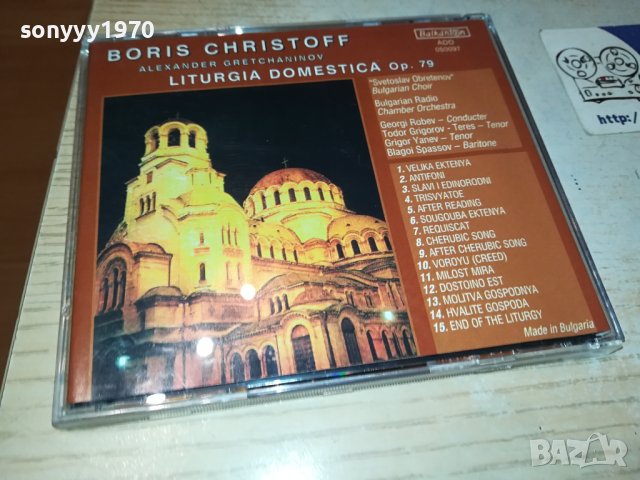 sonyyy1970
BORIS CHRISTOFF
ALEXANDER GRETCHANINOV
LITURGIA DOMESTICA Op. 79
Balkanton
ADD
050097
"Svetoslav Obretenov"
Bulgarian Choir
Bulgarian Radio
Chamber Orchestra
Georgi Robev – Conducter
Todor Grigorov - Teres – Tenor
Grigor Yanev – Tenor
Blagoi Spassov – Baritone
1. VELIKA EKTENYA
2. ANTIFONI
3. SLAVI I EDINORODNI
4. TRISVYATOE
5. AFTER READING
6. SOUGOUBA EKTENYA
7. REQUISCAT
8. CHERUBIC SONG
9. AFTER CHERUBIC SONG
10. VOROYU (CREED)
11. MILOST MIRA
12. DOSTOINO EST
13. MOLITVA GOSPODNYA
14. HVALITE GOSPODA
15. END OF THE LITURGY
Made in Bulgaria
http:/
BAZAR